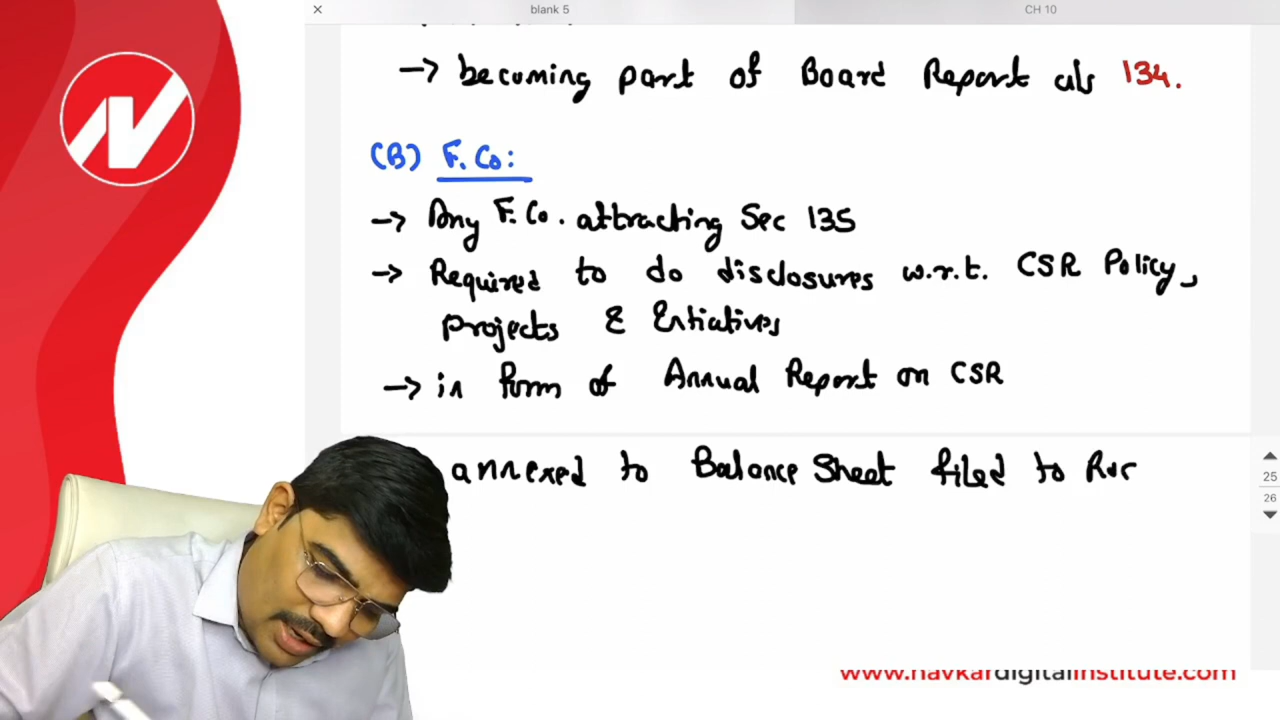 blank 5
CH 10
→ becoming part of Board Report als 134.
(B) F. Co:
→ Any F. Co. attracting Sec 135
→ Required to do disclosures w.r.t. CSR Policy,
projects & Entiatives
→ in form of Annual Report on CSR
annexed to Balance Sheet filed to RoC
25
26
www.navkardigitalinstitute.com